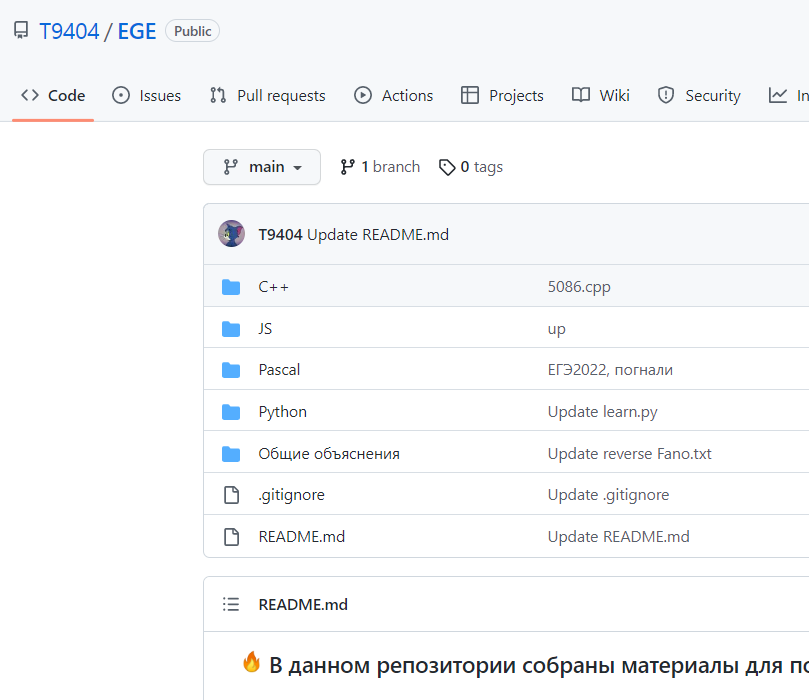 T9404 / EGE Public
Code Issues Pull requests Actions Projects Wiki Security
main 1 branch 0 tags
T9404 Update README.md
C++ 5086.cpp
JS up
Pascal ЕГЭ2022, погнали
Python Update learn.py
Общие объяснения Update reverse Fano.txt
.gitignore Update .gitignore
README.md Update README.md
README.md
🔥 В данном репозитории собраны материалы для